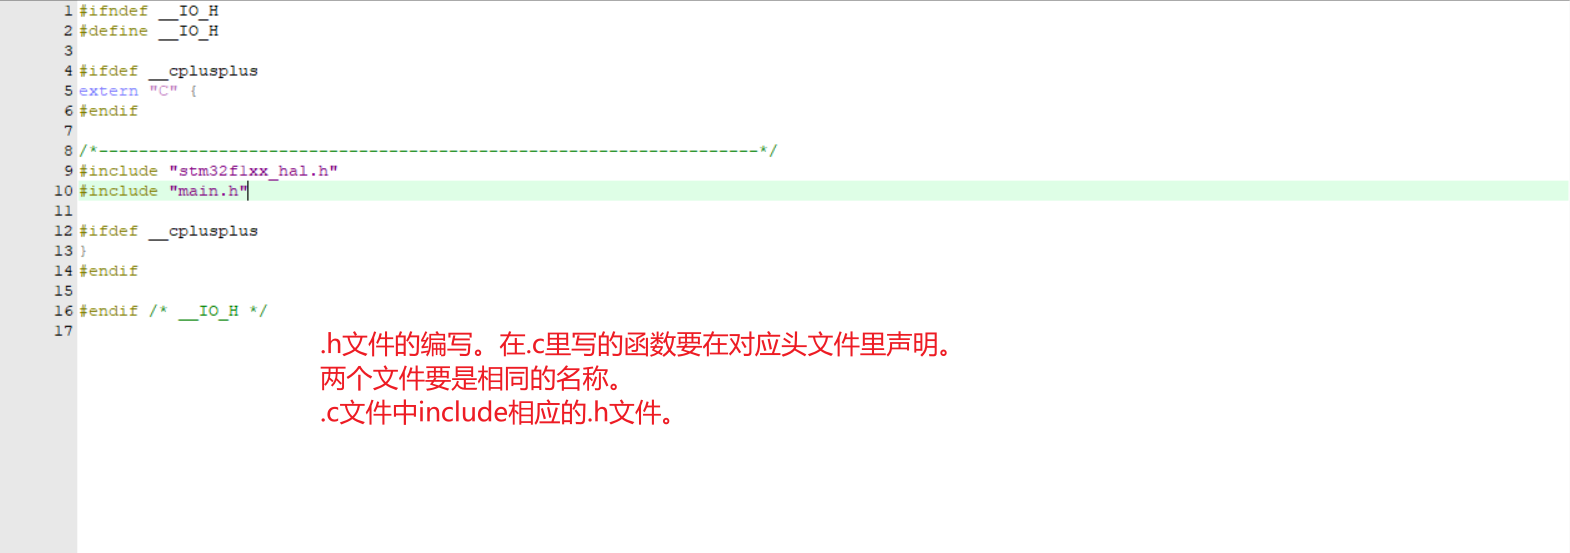 1 #ifndef __IO_H
2 #define __IO_H
3
4 #ifdef __cplusplus
5 extern "C" {
6 #endif
7
8 /*------------------------------------------------------------------*/
9 #include "stm32f1xx_hal.h"
10 #include "main.h"
11
12 #ifdef __cplusplus
13 }
14 #endif
15
16 #endif /* __IO_H */
17
.h文件的编写。在.c里写的函数要在对应头文件里声明。
两个文件要是相同的名称。
.c文件中include相应的.h文件。